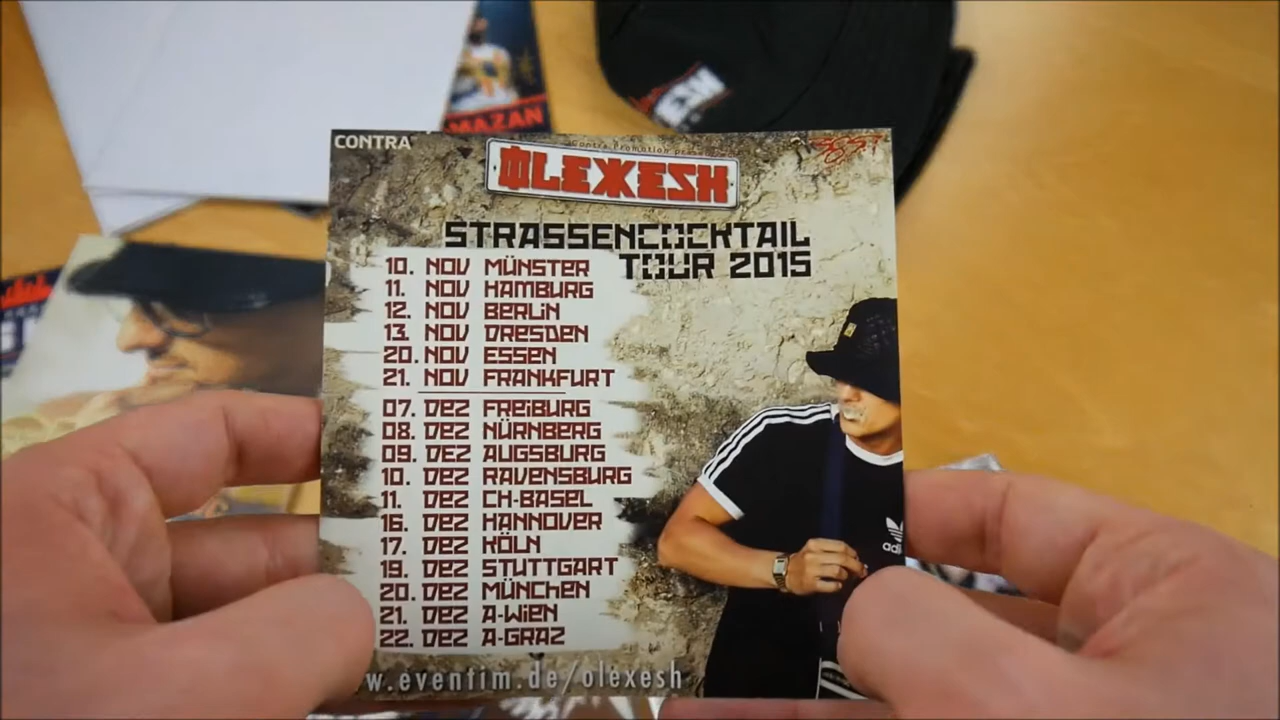 MAZAN
CONTRA
Contra Promotion
385i
OLEXESH
STRASSENCOCKTAIL
TOUR 2015
10. NOV MÜNSTER
11. NOV HAMBURG
12. NOV BERLIN
13. NOV DRESDEN
20. NOV ESSEN
21. NOV FRANKFURT
07. DEZ FREIBURG
08. DEZ NÜRNBERG
09. DEZ AUGSBURG
10. DEZ RAVENSBURG
11. DEZ CH-BASEL
16. DEZ HANNOVER
17. DEZ KÖLN
19. DEZ STUTTGART
20. DEZ MÜNCHEN
21. DEZ A-WIEN
22. DEZ A-GRAZ
w.eventim.de/olexesh
adi